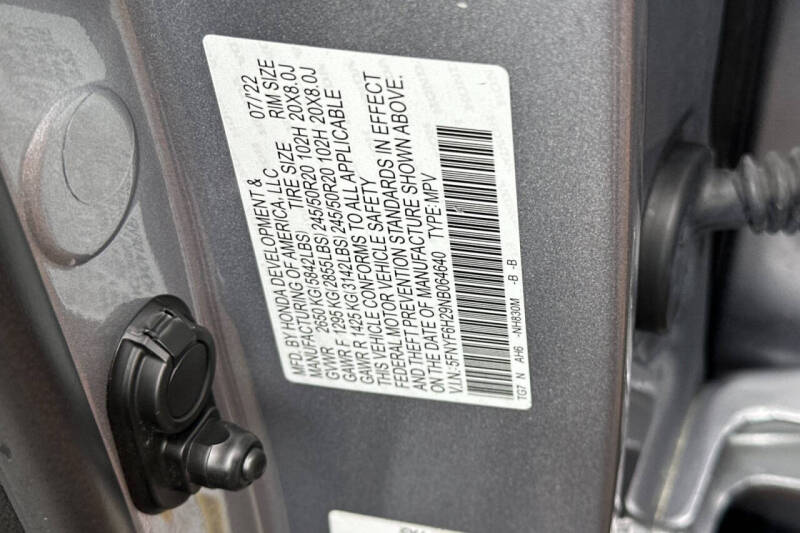 MFD. BY HONDA DEVELOPMENT & 07/'22
MANUFACTURING OF AMERICA, LLC
GVWR 2650 KG(5842LBS) TIRE SIZE RIM SIZE
GAWR F 1295 KG(2855LBS) 245/50R20 102H 20X8.0J
GAWR R 1425 KG(3142LBS) 245/50R20 102H 20X8.0J
THIS VEHICLE CONFORMS TO ALL APPLICABLE
FEDERAL MOTOR VEHICLE SAFETY
AND THEFT PREVENTION STANDARDS IN EFFECT
ON THE DATE OF MANUFACTURE SHOWN ABOVE.
V.I.N.:5FNYF6H29NB064640 TYPE:MPV
TG7 N AH6 -NH830M -B -B